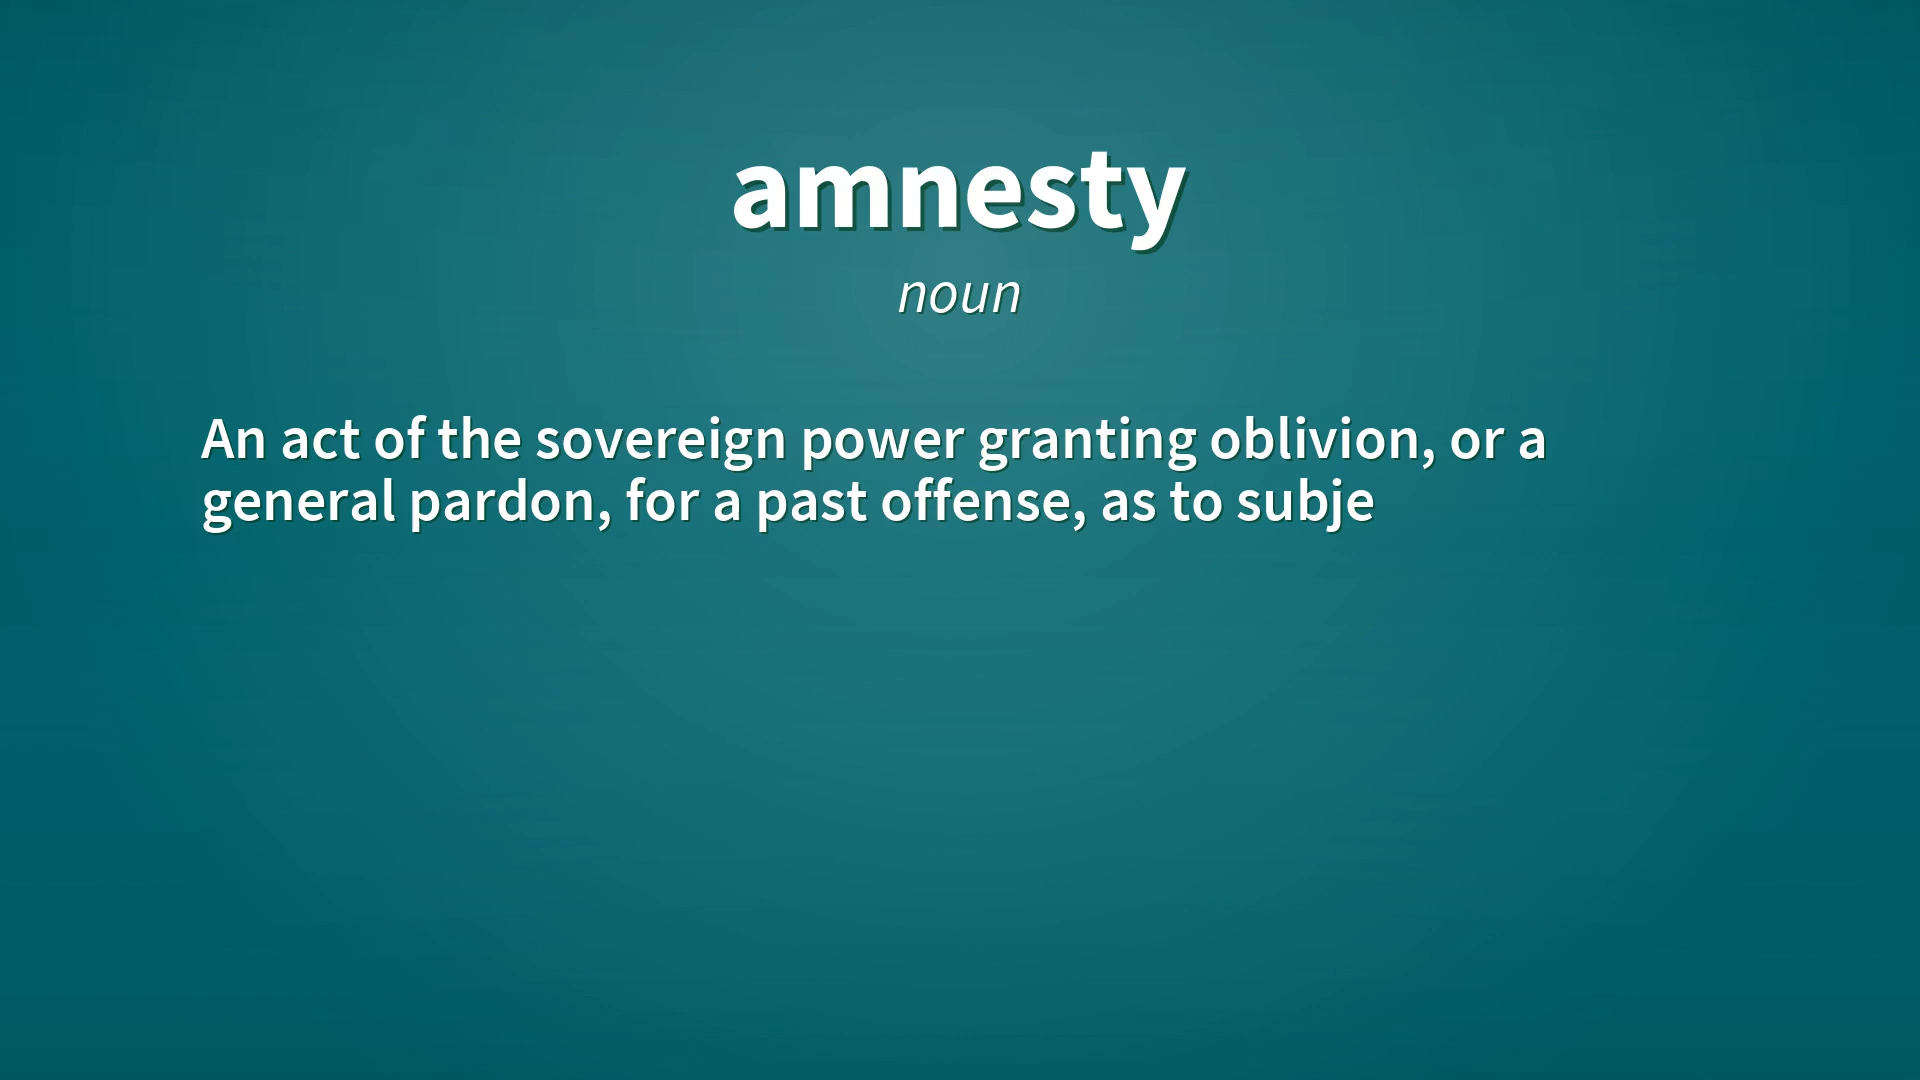 amnesty
noun
An act of the sovereign power granting oblivion, or a
general pardon, for a past offense, as to subje